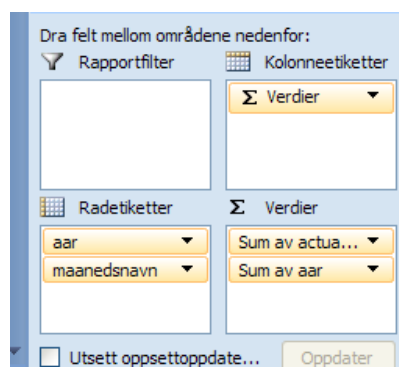 Dra felt mellom områdene nedenfor:
Rapportfilter
Kolonneetiketter
Σ Verdier
Radetiketter
Σ Verdier
aar
maanedsnavn
Sum av actua...
Sum av aar
Utsett oppsettoppdate...
Oppdater